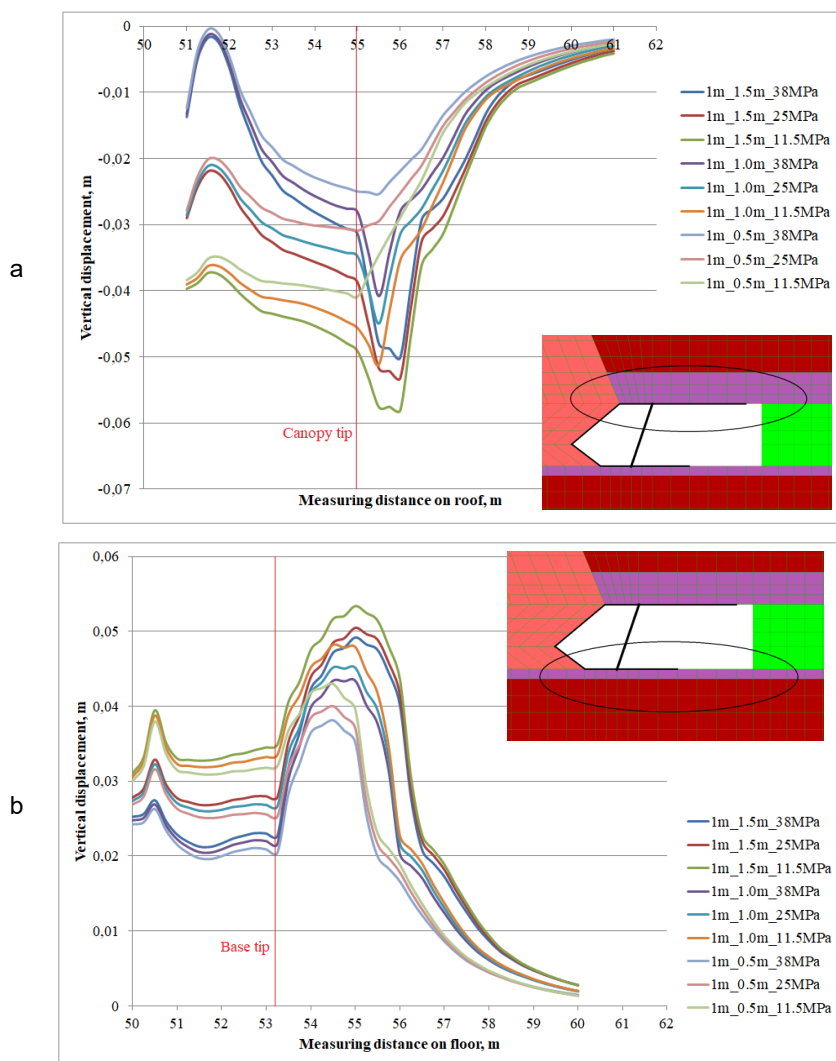 a
0
50
51
52
53
54
55
56
57
58
59
60
61
62
-0,01
-0,02
-0,03
-0,04
-0,05
-0,06
-0,07
Vertical displacement, m
Canopy tip
Measuring distance on roof, m
1m_1.5m_38MPa
1m_1.5m_25MPa
1m_1.5m_11.5MPa
1m_1.0m_38MPa
1m_1.0m_25MPa
1m_1.0m_11.5MPa
1m_0.5m_38MPa
1m_0.5m_25MPa
1m_0.5m_11.5MPa
b
0,06
0,05
0,04
0,03
0,02
0,01
0
Vertical displacement, m
Base tip
50
51
52
53
54
55
56
57
58
59
60
61
62
Measuring distance on floor, m
1m_1.5m_38MPa
1m_1.5m_25MPa
1m_1.5m_11.5MPa
1m_1.0m_38MPa
1m_1.0m_25MPa
1m_1.0m_11.5MPa
1m_0.5m_38MPa
1m_0.5m_25MPa
1m_0.5m_11.5MPa